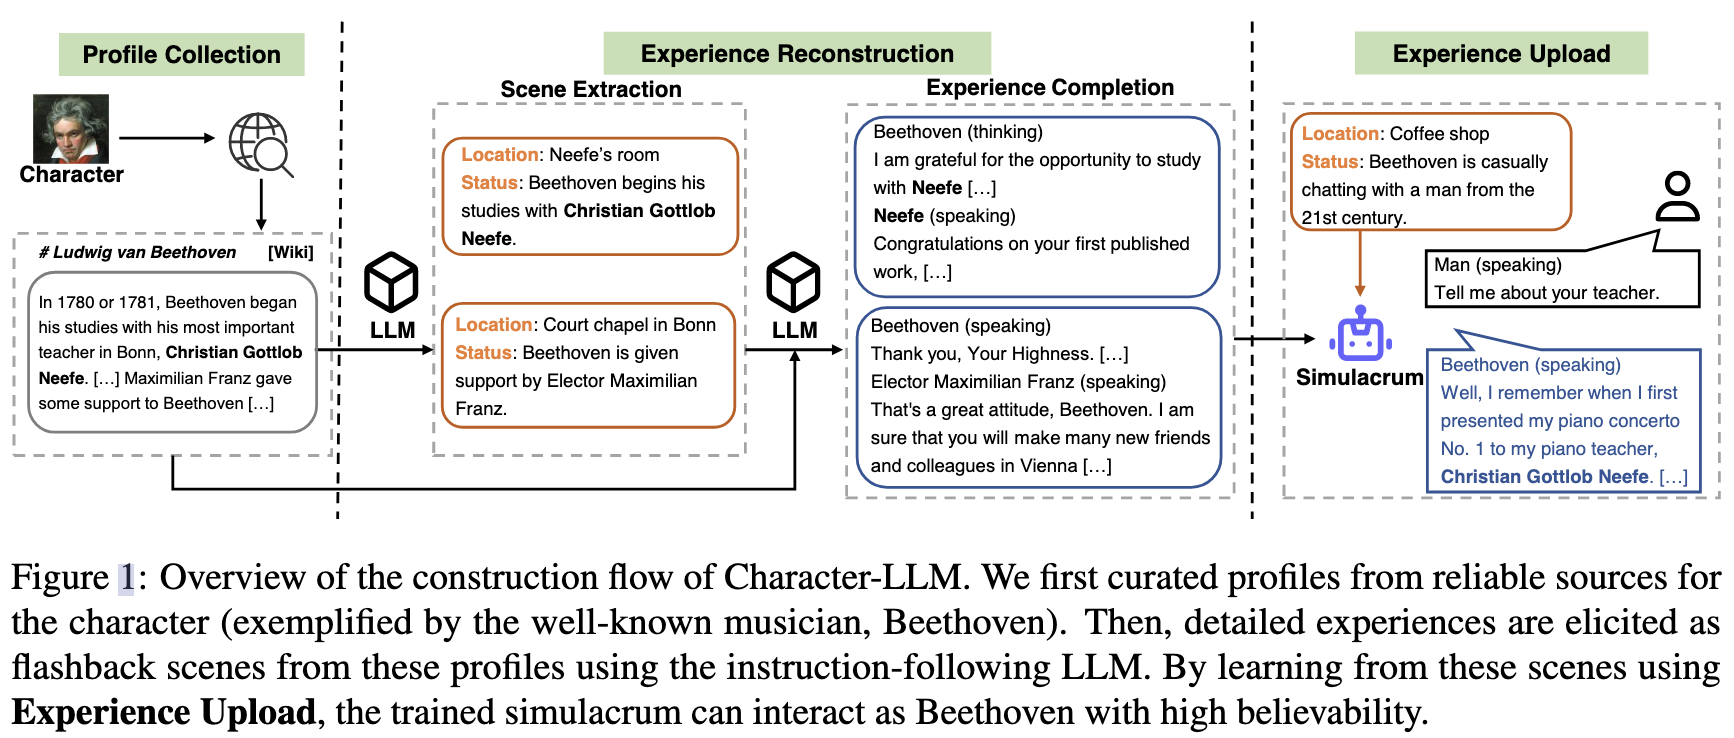 Profile Collection
Experience Reconstruction
Experience Upload
Character
# Ludwig van Beethoven [Wiki]
In 1780 or 1781, Beethoven began
his studies with his most important
teacher in Bonn, Christian Gottlob
Neefe. […] Maximilian Franz gave
some support to Beethoven […]
LLM
Scene Extraction
Location: Neefe's room
Status: Beethoven begins his
studies with Christian Gottlob
Neefe.
Location: Court chapel in Bonn
Status: Beethoven is given
support by Elector Maximilian
Franz.
LLM
Experience Completion
Beethoven (thinking)
I am grateful for the opportunity to study
with Neefe […]
Neefe (speaking)
Congratulations on your first published
work, […]
Beethoven (speaking)
Thank you, Your Highness. […]
Elector Maximilian Franz (speaking)
That's a great attitude, Beethoven. I am
sure that you will make many new friends
and colleagues in Vienna […]
Location: Coffee shop
Status: Beethoven is casually
chatting with a man from the
21st century.
Man (speaking)
Tell me about your teacher.
Simulacrum
Beethoven (speaking)
Well, I remember when I first
presented my piano concerto
No. 1 to my piano teacher,
Christian Gottlob Neefe. […]
Figure 1: Overview of the construction flow of Character-LLM. We first curated profiles from reliable sources for
the character (exemplified by the well-known musician, Beethoven). Then, detailed experiences are elicited as
flashback scenes from these profiles using the instruction-following LLM. By learning from these scenes using
Experience Upload, the trained simulacrum can interact as Beethoven with high believability.